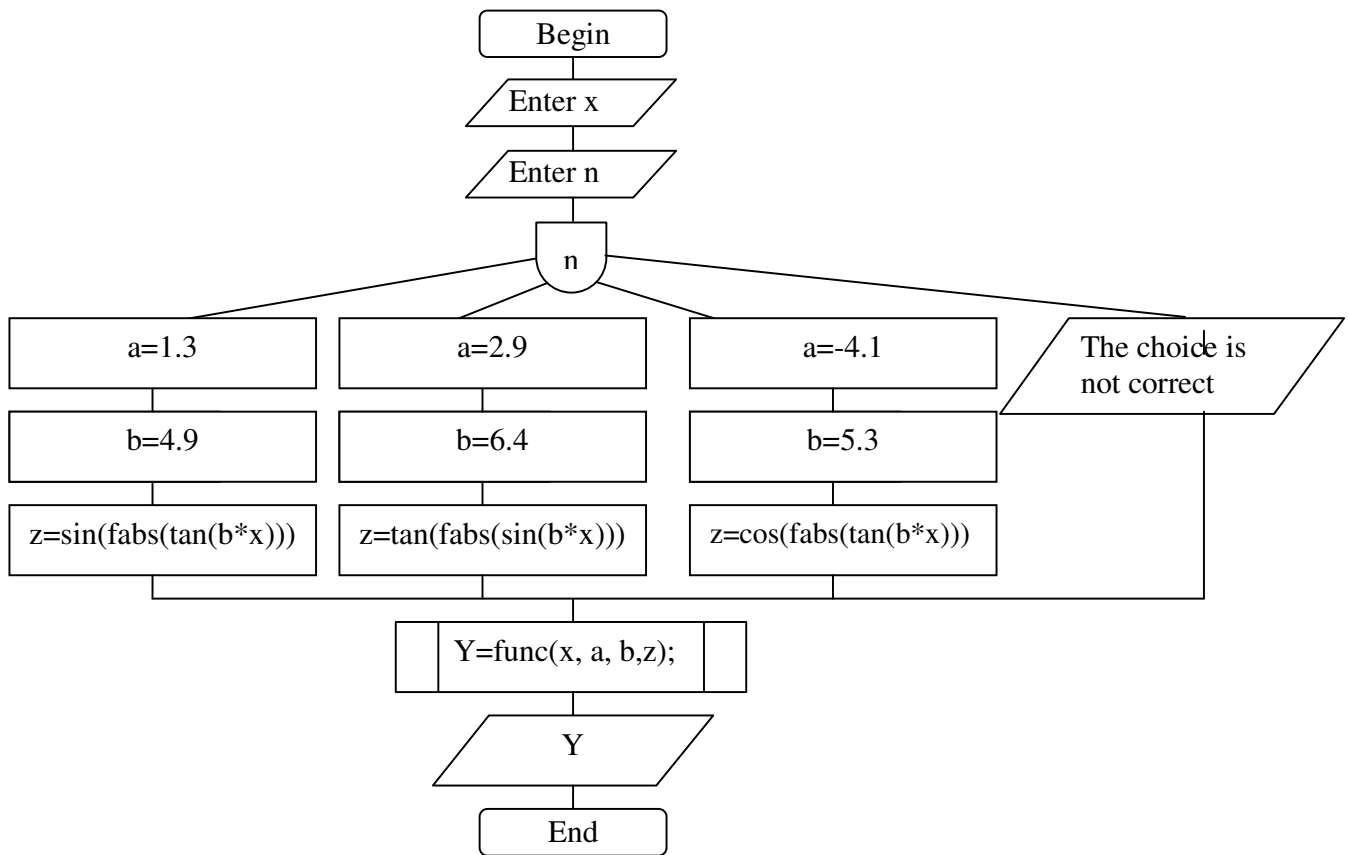 Begin
Enter x
Enter n
n
a=1.3
b=4.9
z=sin(fabs(tan(b*x)))
a=2.9
b=6.4
z=tan(fabs(sin(b*x)))
a=-4.1
b=5.3
z=cos(fabs(tan(b*x)))
The choice is
not correct
Y=func(x, a, b,z);
Y
End